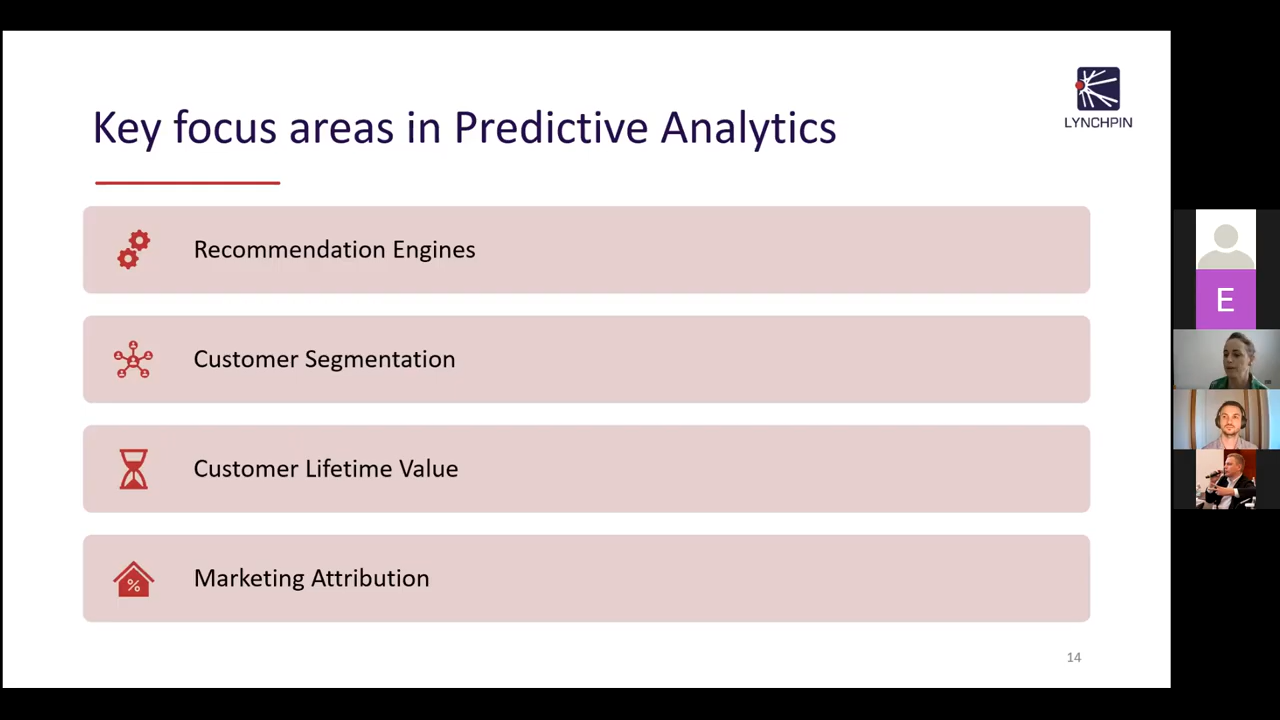 Key focus areas in Predictive Analytics
LYNCHPIN
Recommendation Engines
Customer Segmentation
Customer Lifetime Value
%
Marketing Attribution
14
E